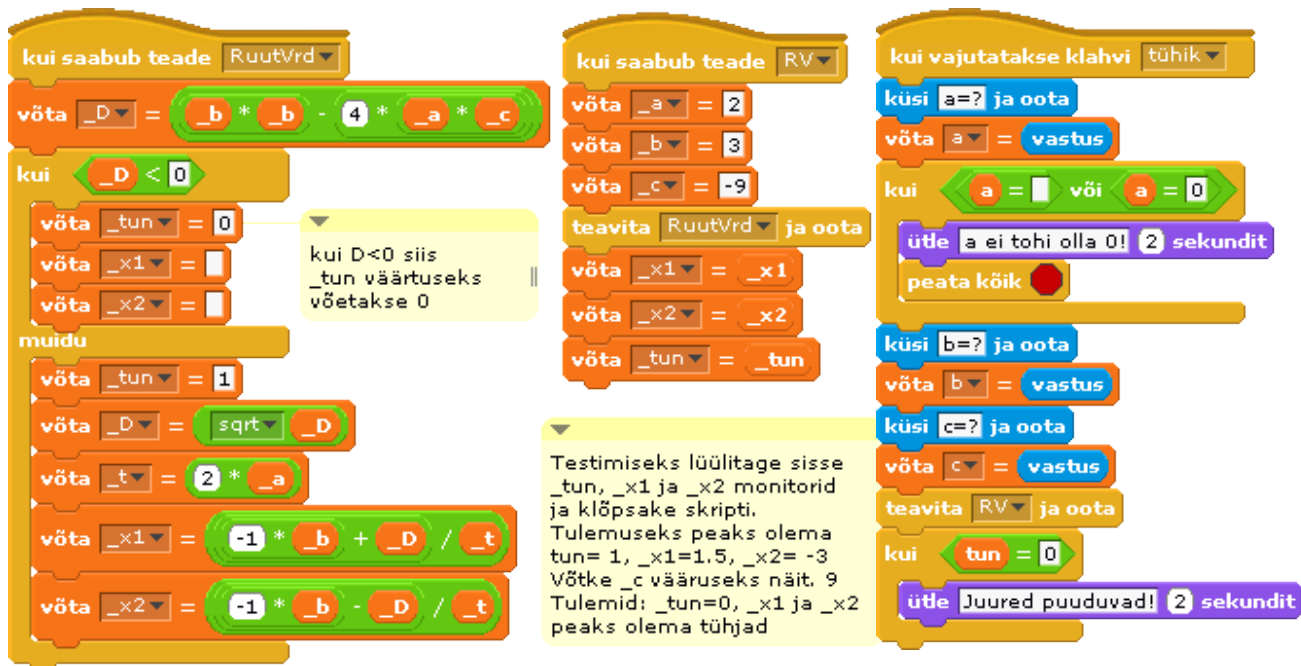 kui saabub teade RuutVrd
võta _D = _b * _b - 4 * _a * _c
kui _D < 0
võta _tun = 0
võta _x1 =
võta _x2 =
muidu
võta _tun = 1
võta _D = sqrt _D
võta _t = 2 * _a
võta _x1 = -1 * _b + _D / _t
võta _x2 = -1 * _b - _D / _t
kui D<0 siis
_tun väärtuseks
võetakse 0
kui saabub teade RV
võta _a = 2
võta _b = 3
võta _c = -9
teavita RuutVrd ja oota
võta _x1 = _x1
võta _x2 = _x2
võta _tun = _tun
Testimiseks lüülitage sisse
_tun, _x1 ja _x2 monitorid
ja klõpsake skripti.
Tulemuseks peaks olema
tun= 1, _x1=1.5, _x2= -3
Võtke _c vääruseks näit. 9
Tulemid: _tun=0, _x1 ja _x2
peaks olema tühjad
kui vajutatakse klahvi tühik
küsi a=? ja oota
võta a = vastus
kui a = või a = 0
ütle a ei tohi olla 0! 2 sekundit
peata kõik
küsi b=? ja oota
võta b = vastus
küsi c=? ja oota
võta c = vastus
teavita RV ja oota
kui tun = 0
ütle Juured puuduvad! 2 sekundit